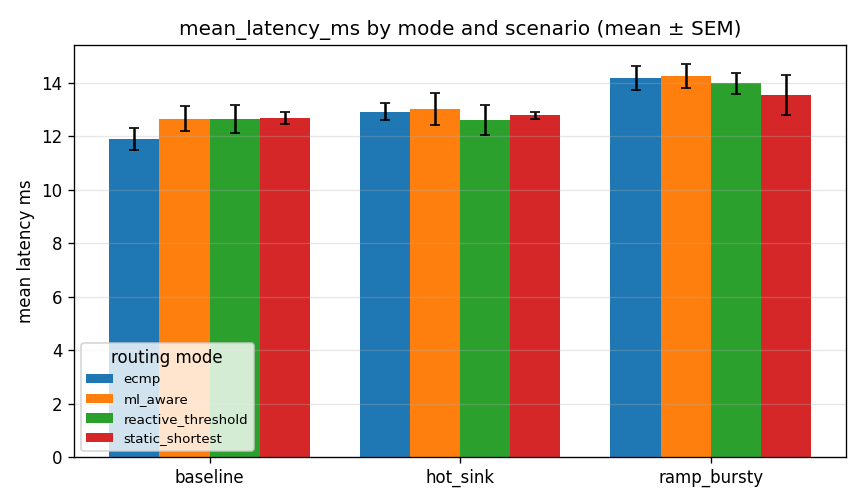 mean_latency_ms by mode and scenario (mean ± SEM)
mean latency ms
14
12
10
8
6
4
2
0
routing mode
ecmp
ml_aware
reactive_threshold
static_shortest
baseline
hot_sink
ramp_bursty